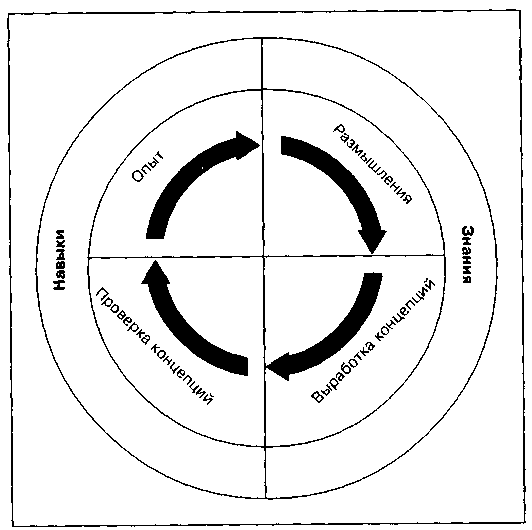 Опыт
Размышления
Навыки
Знания
Проверка концепций
Выработка концепций